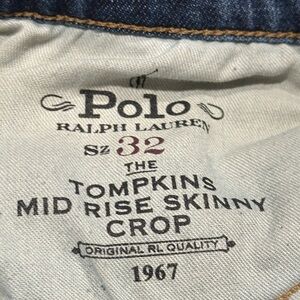 Polo
RALPH LAUREN
Sz 32
THE
TOMPKINS
MID RISE SKINNY
CROP
ORIGINAL RL QUALITY
1967